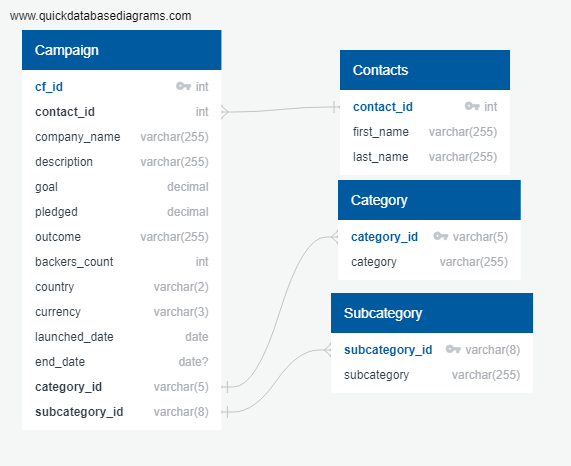 www.quickdatabasediagrams.com
Campaign
cf_id int
contact_id int
company_name varchar(255)
description varchar(255)
goal decimal
pledged decimal
outcome varchar(255)
backers_count int
country varchar(2)
currency varchar(3)
launched_date date
end_date date?
category_id varchar(5)
subcategory_id varchar(8)
Contacts
contact_id int
first_name varchar(255)
last_name varchar(255)
Category
category_id varchar(5)
category varchar(255)
Subcategory
subcategory_id varchar(8)
subcategory varchar(255)